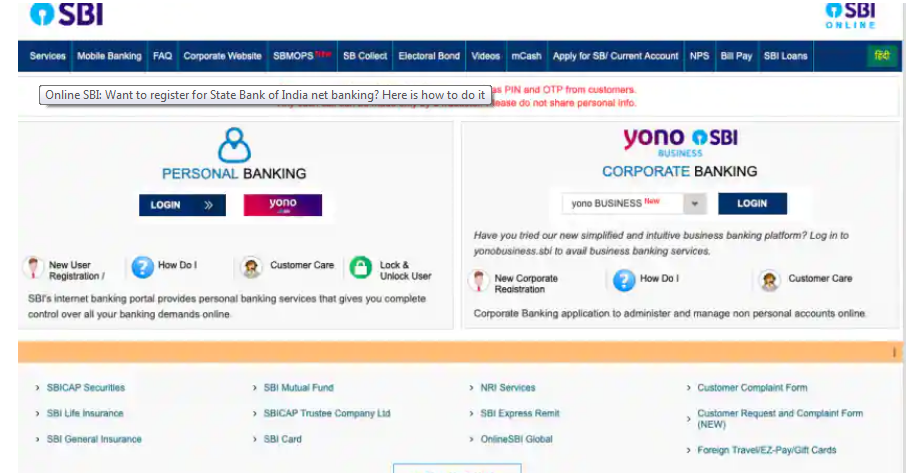 SBI
SBI
ONLINE
Services Mobile Banking FAQ Corporate Website SBMOPS New SB Collect Electoral Bond Videos mCash Apply for SB/ Current Account NPS Bill Pay SBI Loans हिंदी
as PIN and OTP from customers.
Online SBI: Want to register for State Bank of India net banking? Here is how to do it
please do not share personal info.
yono SBI
BUSINESS
PERSONAL BANKING
CORPORATE BANKING
LOGIN »
yono
yono BUSINESS New
LOGIN
Have you tried our new simplified and intuitive business banking platform? Log in to
yonobusiness.sbi to avail business banking services.
New User
Registration /
How Do I
Customer Care
Lock &
Unlock User
New Corporate
Registration
How Do I
Customer Care
SBI's internet banking portal provides personal banking services that gives you complete
control over all your banking demands online.
Corporate Banking application to administer and manage non personal accounts online.
› SBICAP Securities
› SBI Mutual Fund
› NRI Services
› Customer Complaint Form
› SBI Life Insurance
› SBICAP Trustee Company Ltd
› SBI Express Remit
› Customer Request and Complaint Form
(NEW)
› SBI General Insurance
› SBI Card
› OnlineSBI Global
› Foreign Travel/EZ-Pay/Gift Cards